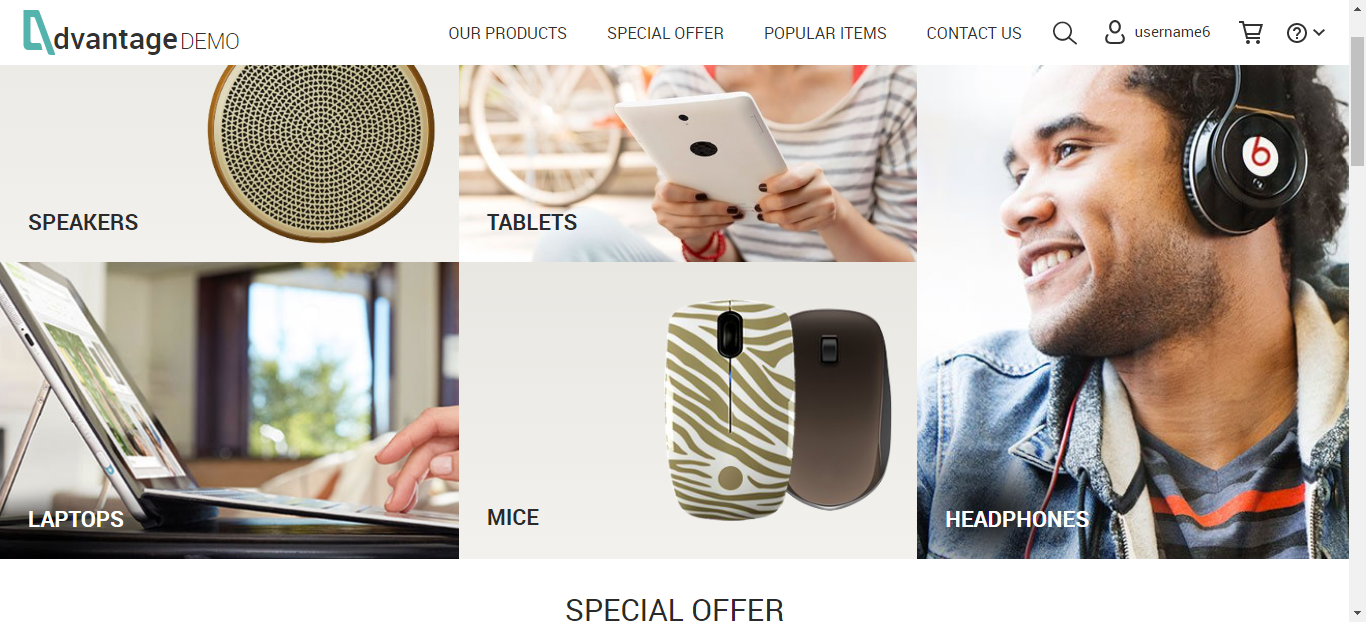 dvantage DEMO
OUR PRODUCTS
SPECIAL OFFER
POPULAR ITEMS
CONTACT US
username6
SPEAKERS
TABLETS
LAPTOPS
MICE
HEADPHONES
SPECIAL OFFER